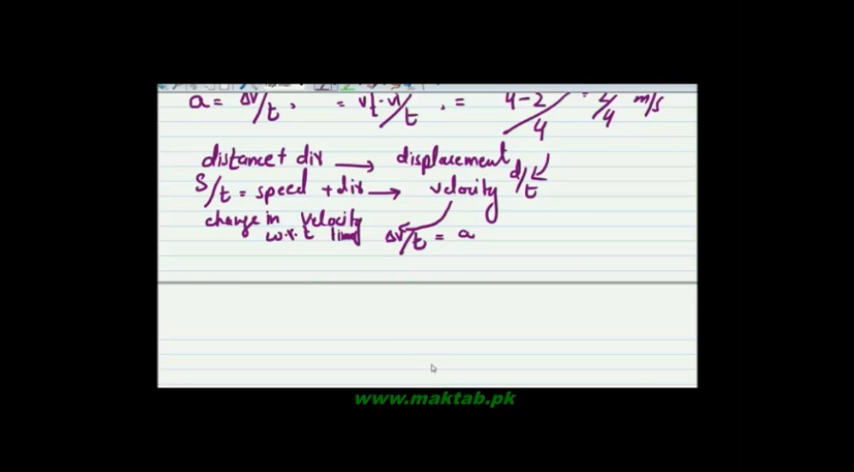 a = Δv/t , = vf-vi/t , = 4-2/4 = 2/4 m/s
distance + dir → displacement
S/t = speed + dir → velocity d/t
change in velocity
w.r.t time Δv/t = a
www.maktab.pk